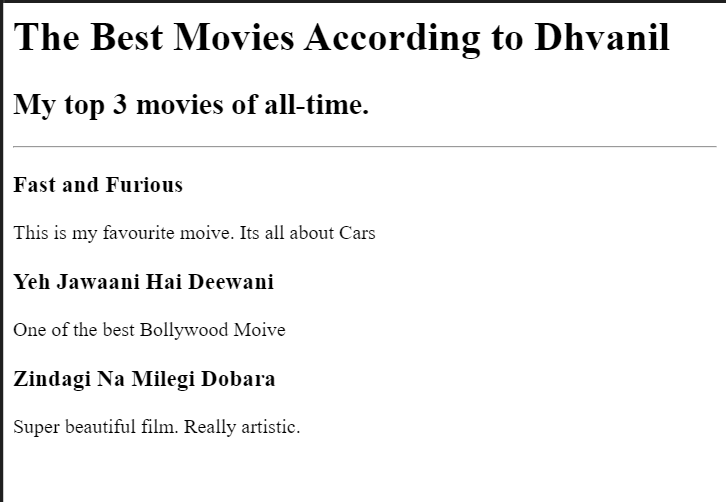 The Best Movies According to Dhvanil
My top 3 movies of all-time.
Fast and Furious
This is my favourite moive. Its all about Cars
Yeh Jawaani Hai Deewani
One of the best Bollywood Moive
Zindagi Na Milegi Dobara
Super beautiful film. Really artistic.